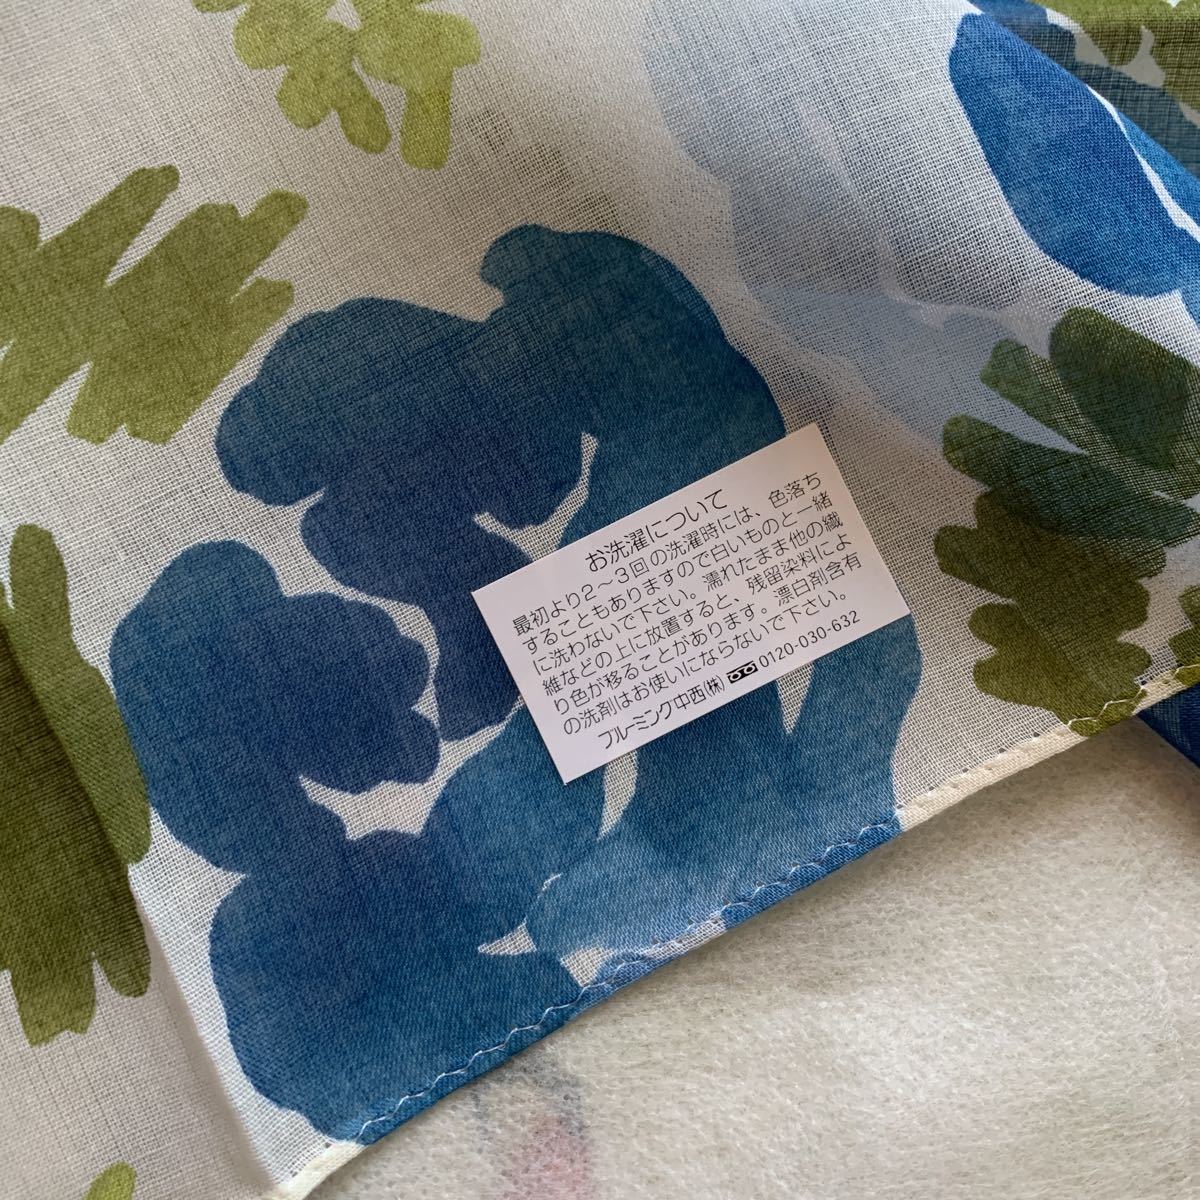 お洗濯について
最初より2～3回の洗濯時には、色落ち
することもありますので白いものと一緒
に洗わないで下さい。濡れたまま他の繊
維などの上に放置すると、残留染料によ
り色が移ることがあります。漂白剤含有
の洗剤はお使いにならないで下さい。
ブルーミング中西(株) 0120-030-632